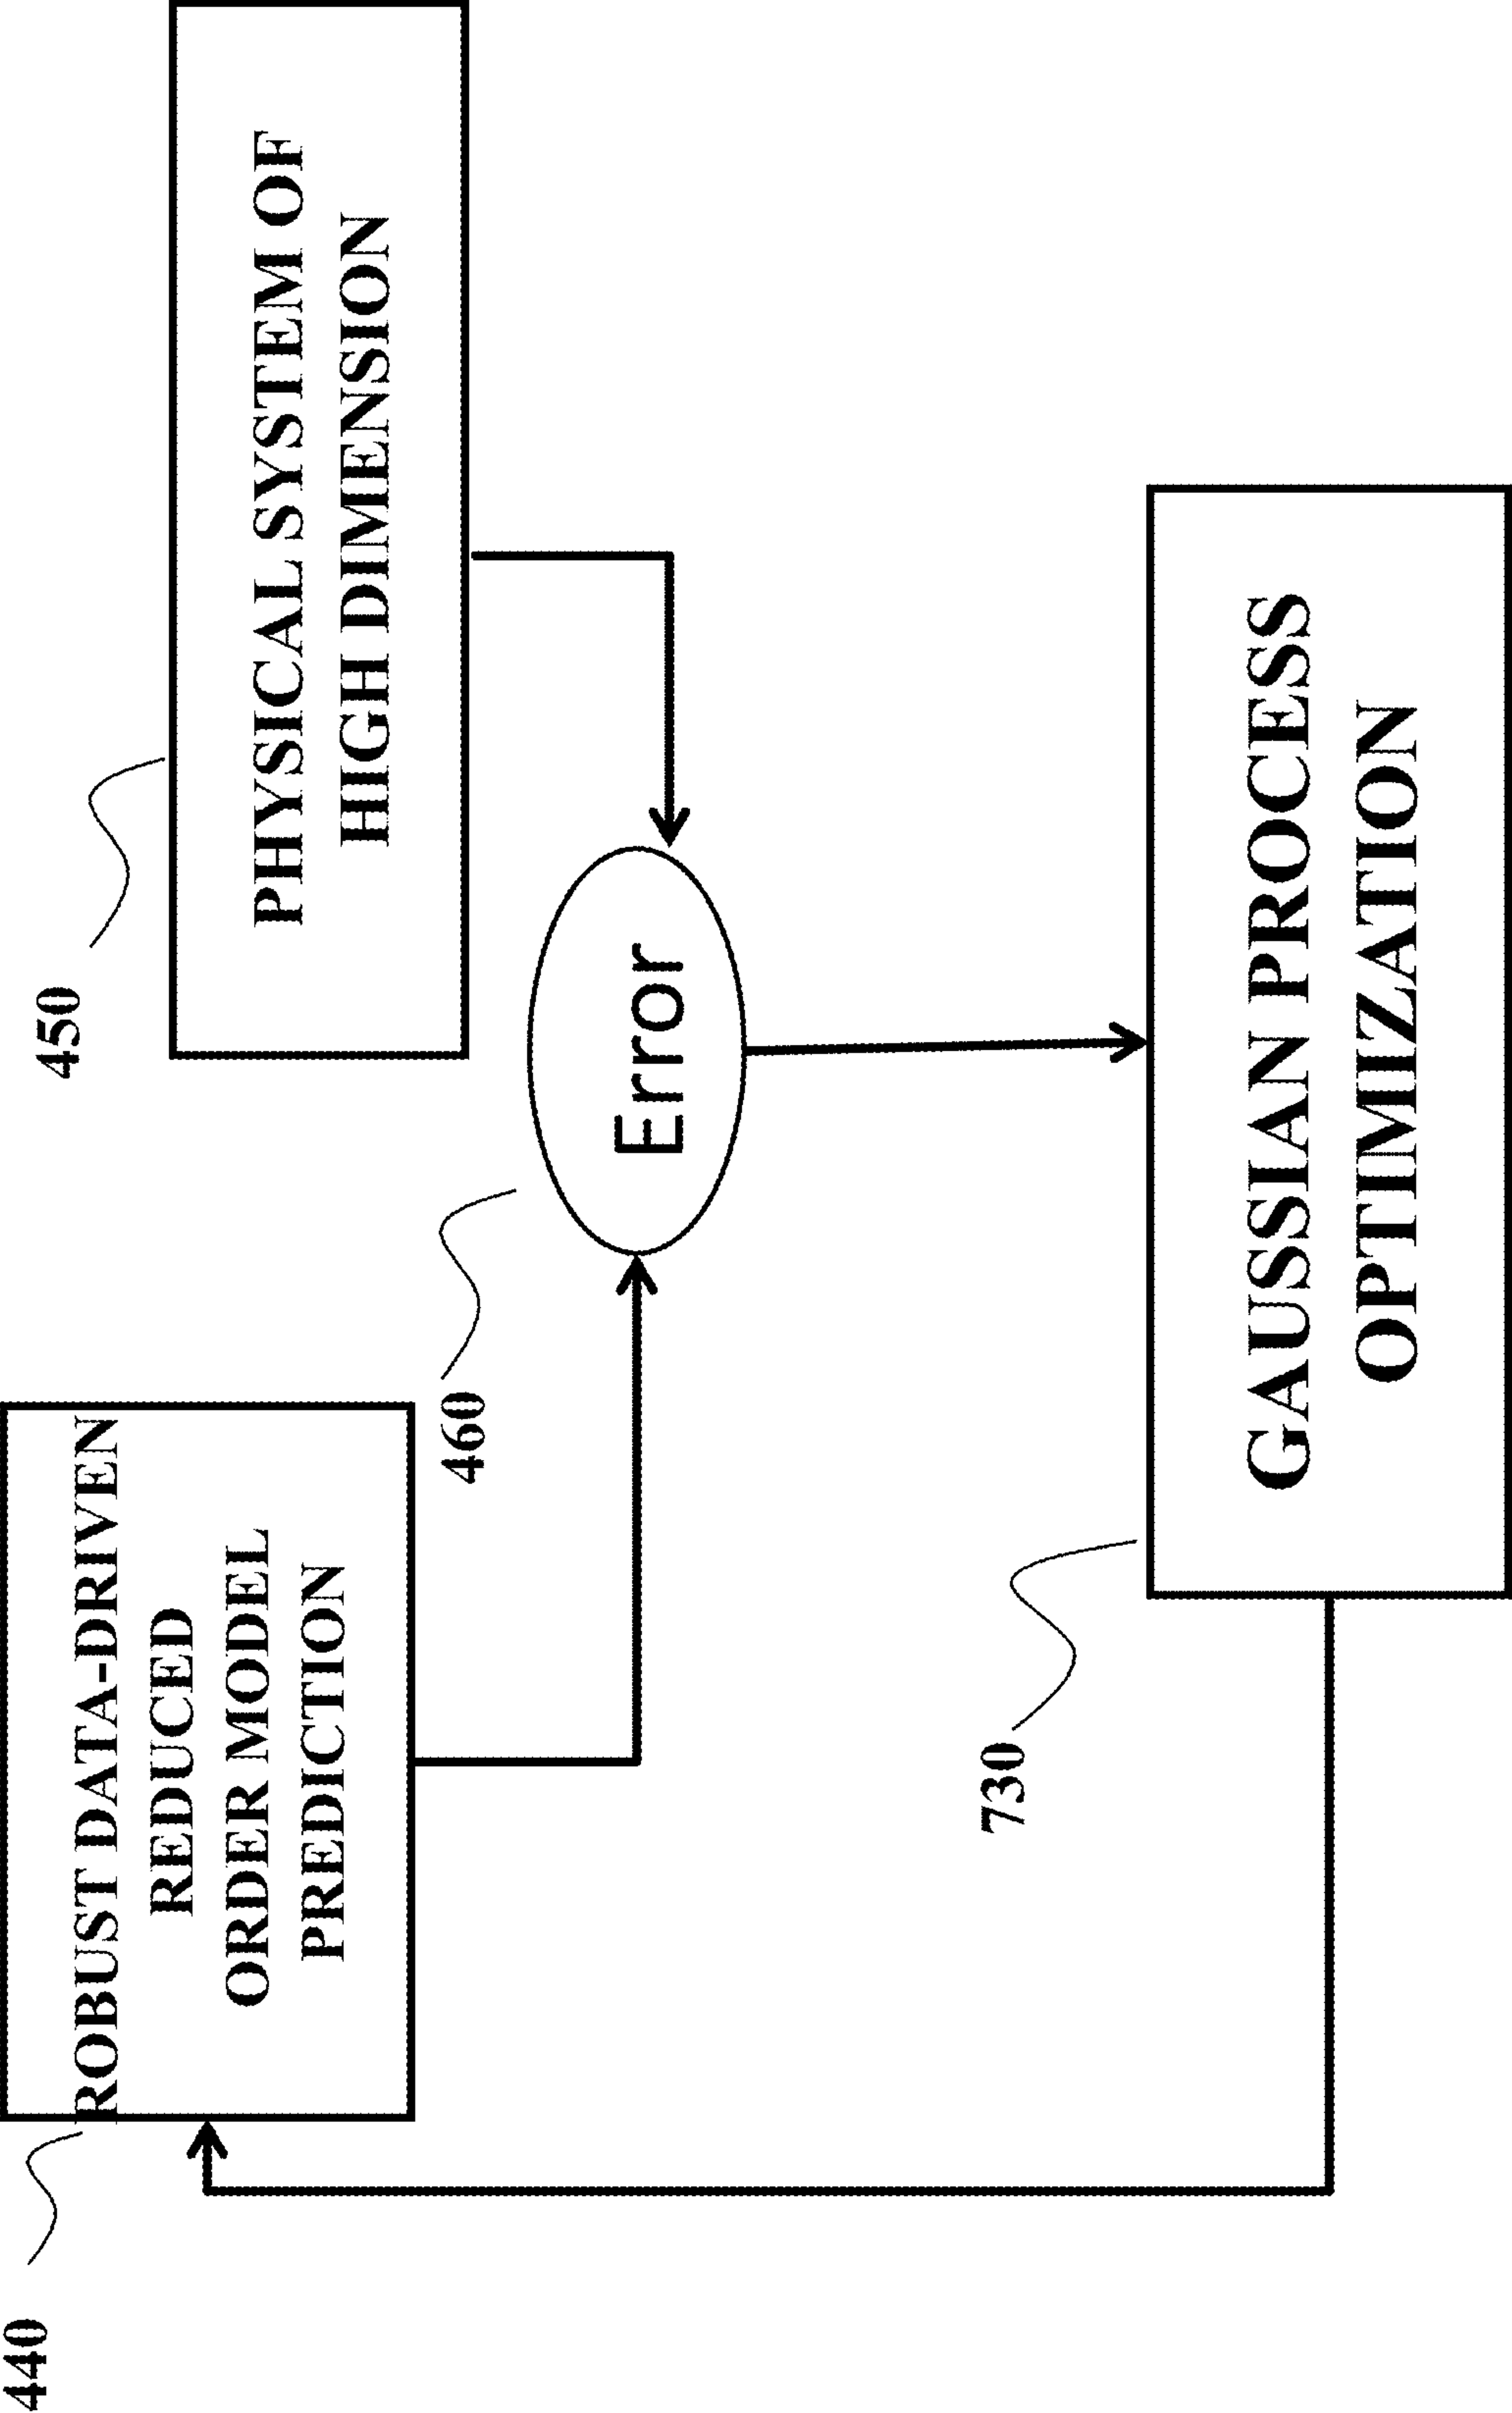 440
ROBUST DATA-DRIVEN
REDUCED
ORDER MODEL
PREDICTION
450
PHYSICAL SYSTEM OF
HIGH DIMENSION
460
Error
730
GAUSSIAN PROCESS
OPTIMIZATION